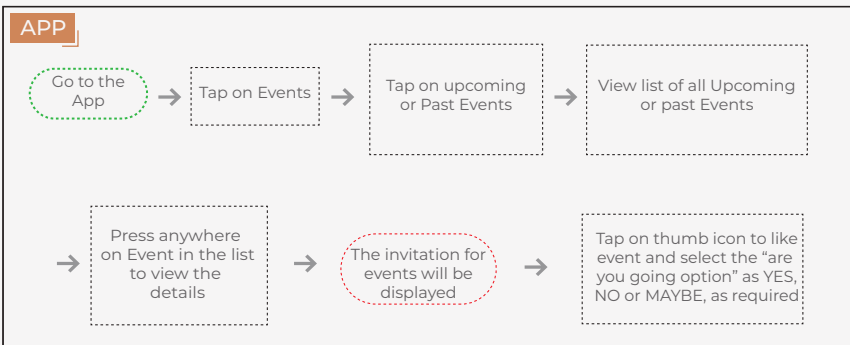 APP
Go to the
App
Tap on Events
Tap on upcoming
or Past Events
View list of all Upcoming
or past Events
Press anywhere
on Event in the list
to view the
details
The invitation for
events will be
displayed
Tap on thumb icon to like
event and select the “are
you going option” as YES,
NO or MAYBE, as required